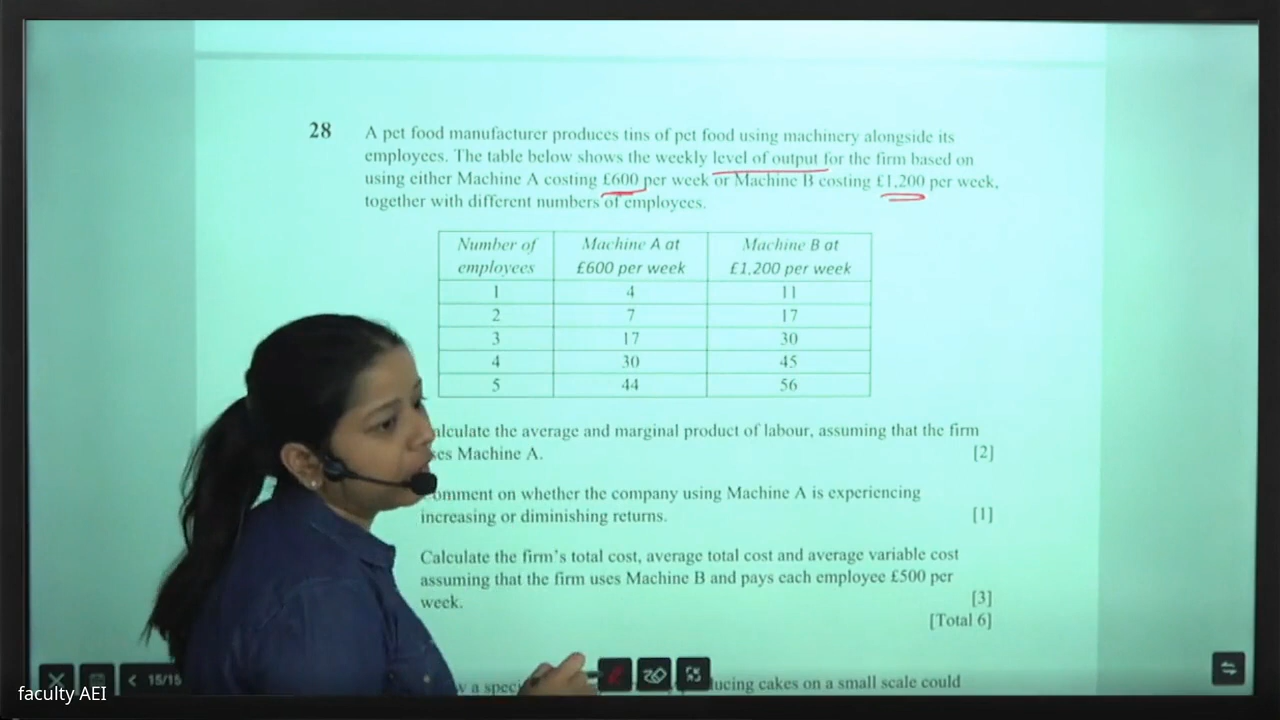 28 A pet food manufacturer produces tins of pet food using machinery alongside its
employees. The table below shows the weekly level of output for the firm based on
using either Machine A costing £600 per week or Machine B costing £1,200 per week,
together with different numbers of employees.
Number of employees Machine A at £600 per week Machine B at £1,200 per week
1 4 11
2 7 17
3 17 30
4 30 45
5 44 56
alculate the average and marginal product of labour, assuming that the firm
es Machine A. [2]
omment on whether the company using Machine A is experiencing
increasing or diminishing returns. [1]
Calculate the firm's total cost, average total cost and average variable cost
assuming that the firm uses Machine B and pays each employee £500 per
week. [3]
[Total 6]
15/15
w a speci ucing cakes on a small scale could
faculty AEI